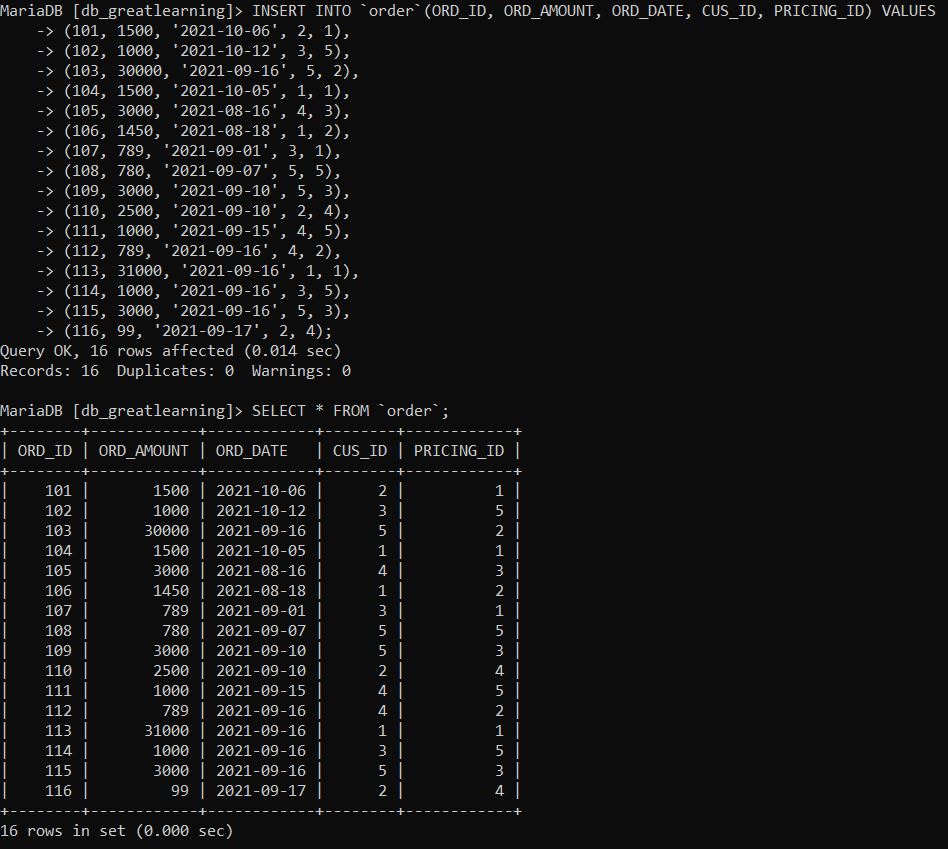 MariaDB [db_greatlearning]> INSERT INTO `order`(ORD_ID, ORD_AMOUNT, ORD_DATE, CUS_ID, PRICING_ID) VALUES
    -> (101, 1500, '2021-10-06', 2, 1),
    -> (102, 1000, '2021-10-12', 3, 5),
    -> (103, 30000, '2021-09-16', 5, 2),
    -> (104, 1500, '2021-10-05', 1, 1),
    -> (105, 3000, '2021-08-16', 4, 3),
    -> (106, 1450, '2021-08-18', 1, 2),
    -> (107, 789, '2021-09-01', 3, 1),
    -> (108, 780, '2021-09-07', 5, 5),
    -> (109, 3000, '2021-09-10', 5, 3),
    -> (110, 2500, '2021-09-10', 2, 4),
    -> (111, 1000, '2021-09-15', 4, 5),
    -> (112, 789, '2021-09-16', 4, 2),
    -> (113, 31000, '2021-09-16', 1, 1),
    -> (114, 1000, '2021-09-16', 3, 5),
    -> (115, 3000, '2021-09-16', 5, 3),
    -> (116, 99, '2021-09-17', 2, 4);
Query OK, 16 rows affected (0.014 sec)
Records: 16  Duplicates: 0  Warnings: 0

MariaDB [db_greatlearning]> SELECT * FROM `order`;
+--------+------------+------------+--------+------------+
| ORD_ID | ORD_AMOUNT | ORD_DATE   | CUS_ID | PRICING_ID |
+--------+------------+------------+--------+------------+
|    101 |       1500 | 2021-10-06 |      2 |          1 |
|    102 |       1000 | 2021-10-12 |      3 |          5 |
|    103 |      30000 | 2021-09-16 |      5 |          2 |
|    104 |       1500 | 2021-10-05 |      1 |          1 |
|    105 |       3000 | 2021-08-16 |      4 |          3 |
|    106 |       1450 | 2021-08-18 |      1 |          2 |
|    107 |        789 | 2021-09-01 |      3 |          1 |
|    108 |        780 | 2021-09-07 |      5 |          5 |
|    109 |       3000 | 2021-09-10 |      5 |          3 |
|    110 |       2500 | 2021-09-10 |      2 |          4 |
|    111 |       1000 | 2021-09-15 |      4 |          5 |
|    112 |        789 | 2021-09-16 |      4 |          2 |
|    113 |      31000 | 2021-09-16 |      1 |          1 |
|    114 |       1000 | 2021-09-16 |      3 |          5 |
|    115 |       3000 | 2021-09-16 |      5 |          3 |
|    116 |         99 | 2021-09-17 |      2 |          4 |
+--------+------------+------------+--------+------------+
16 rows in set (0.000 sec)